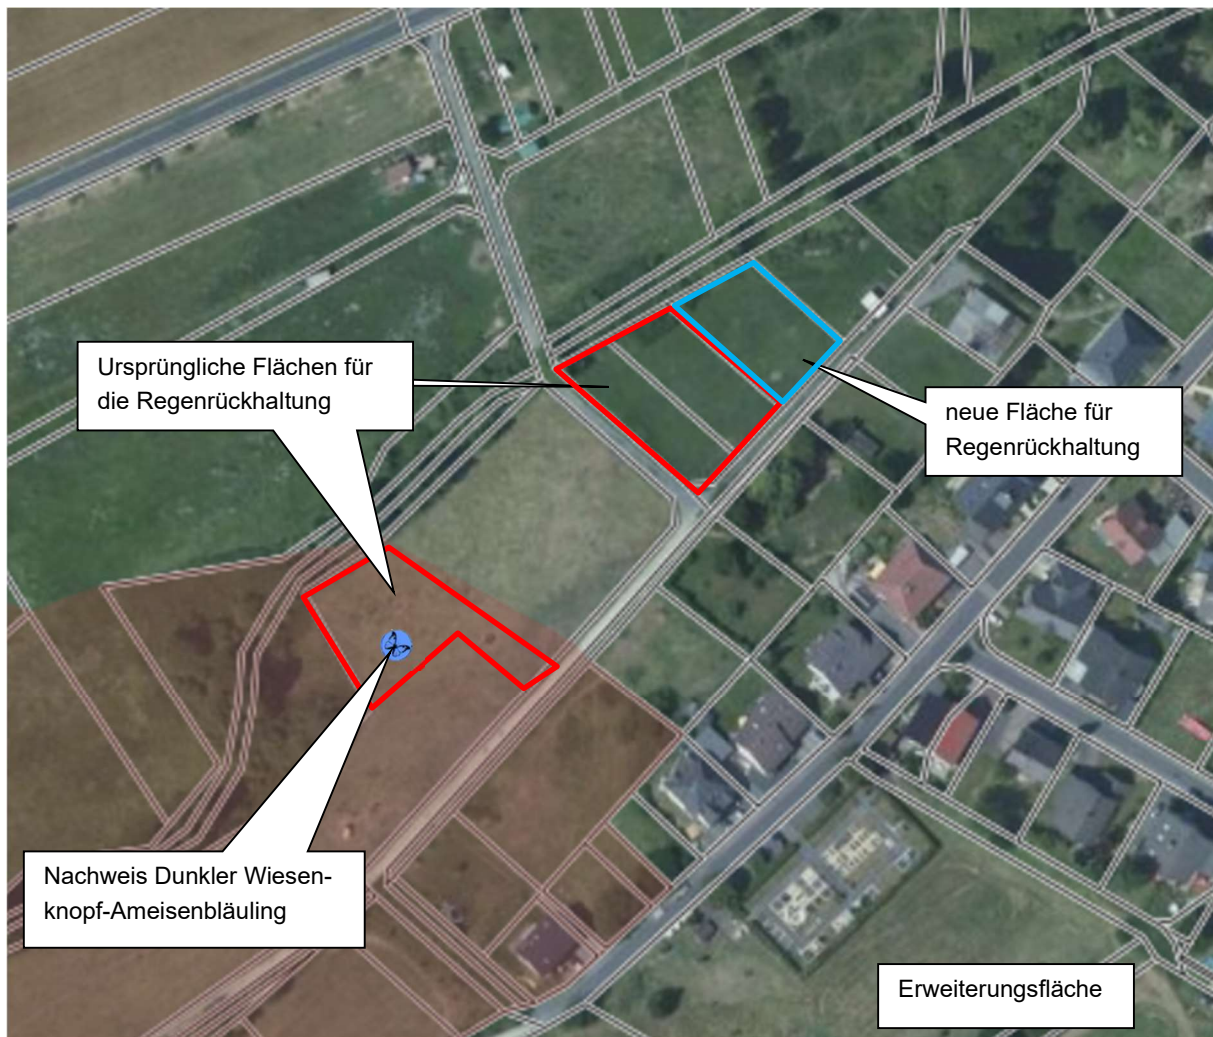 Ursprüngliche Flächen für
die Regenrückhaltung
neue Fläche für
Regenrückhaltung
Nachweis Dunkler Wiesen-
knopf-Ameisenbläuling
Erweiterungsfläche